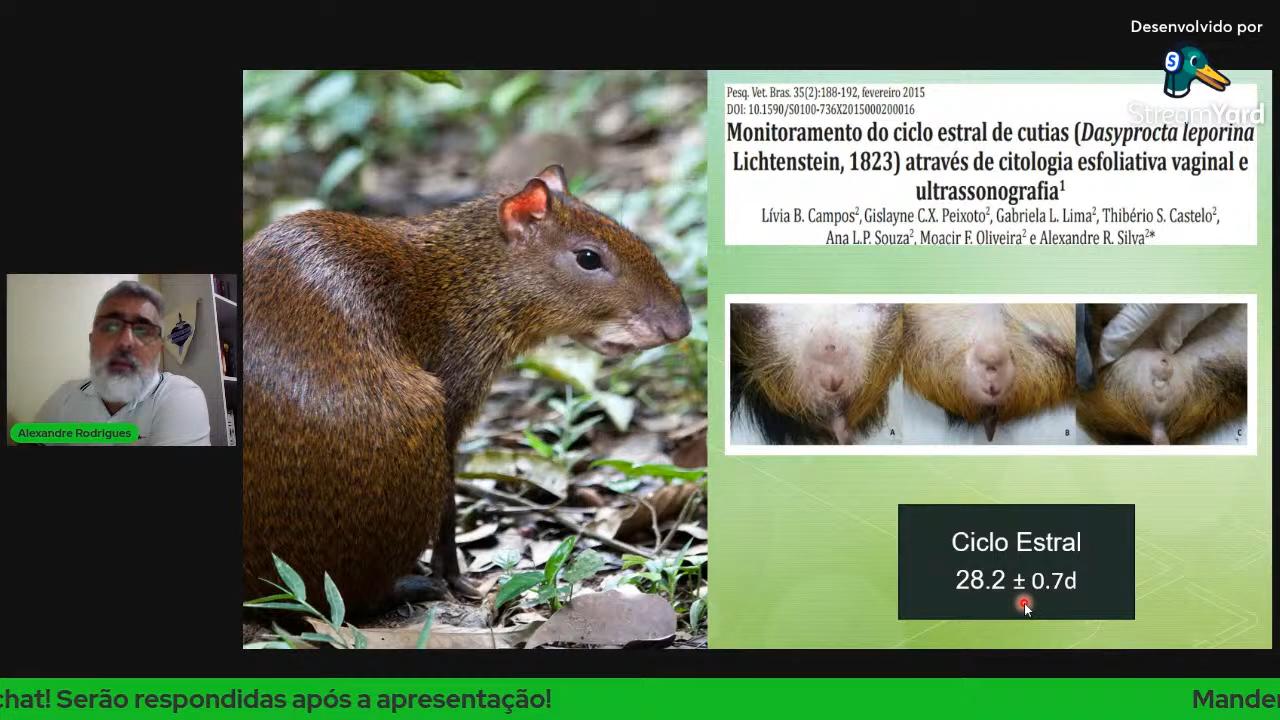 Desenvolvido por
S
StreamYard
Pesq. Vet. Bras. 35(2):188-192, fevereiro 2015
DOI: 10.1590/S0100-736X2015000200016
Monitoramento do ciclo estral de cutias (Dasyprocta leporina
Lichtenstein, 1823) através de citologia esfoliativa vaginal e
ultrassonografia¹
Lívia B. Campos², Gislayne C.X. Peixoto², Gabriela L. Lima², Thibério S. Castelo²,
Ana L.P. Souza², Moacir F. Oliveira² e Alexandre R. Silva²*
A
B
C
Alexandre Rodrigues
Ciclo Estral
28.2 ± 0.7d
chat! Serão respondidas após a apresentação!
Mande